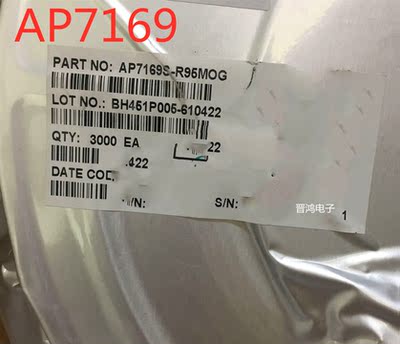 AP7169
PART NO: AP7169S-R95MOG
LOT NO.: BH451P005-610422
QTY: 3000 EA
22
.422
DATE COD
/N:
S/N:
晋鸿电子
1